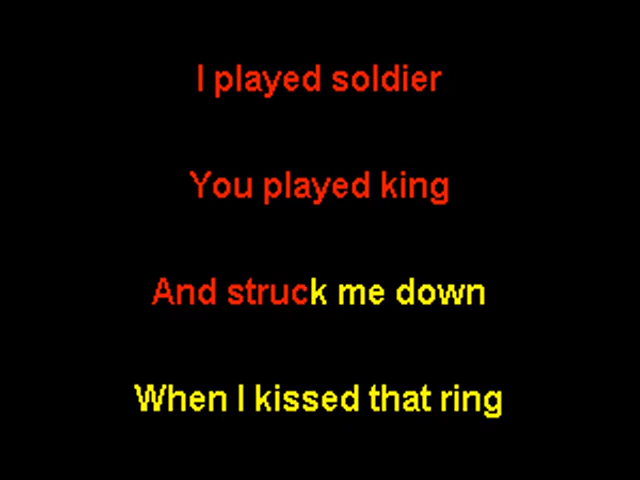 I played soldier
You played king
And struck me down
When I kissed that ring